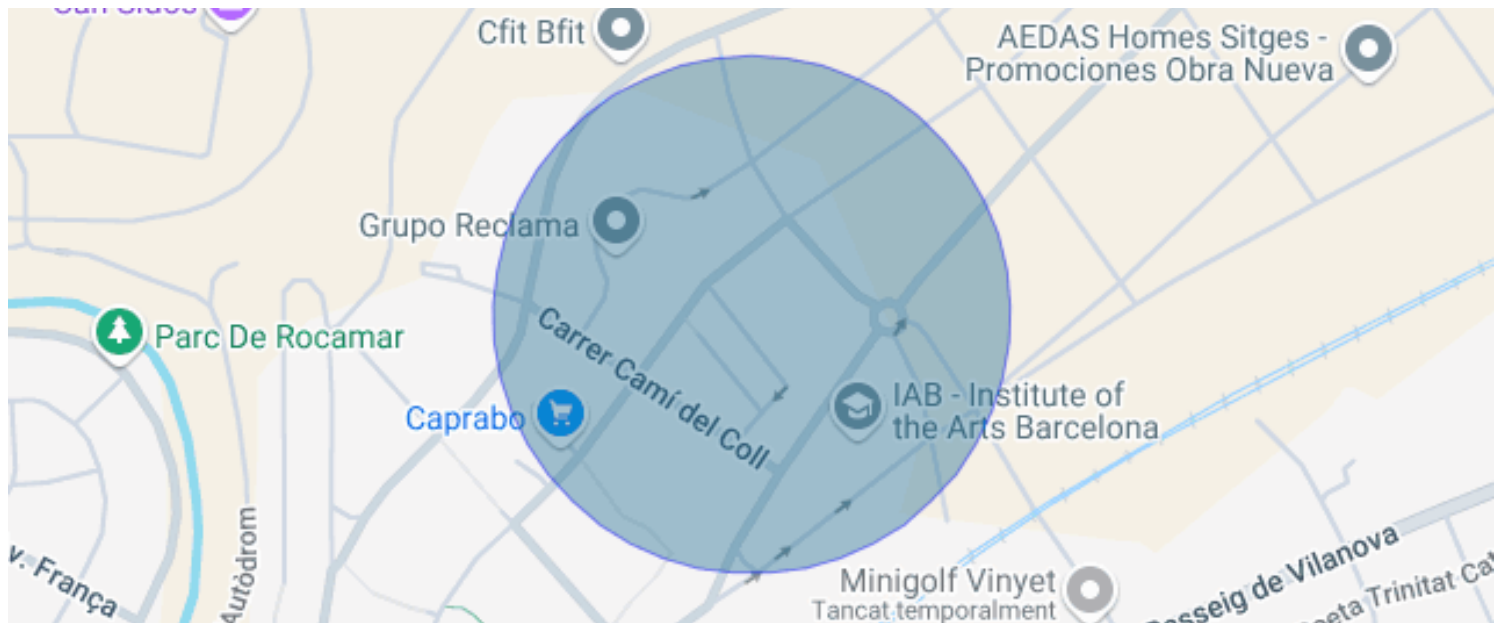 Cfit Bfit
AEDAS Homes Sitges -
Promociones Obra Nueva
Grupo Reclama
Parc De Rocamar
Carrer Camí del Coll
Caprabo
IAB - Institute of
the Arts Barcelona
Autòdrom
v. França
Minigolf Vinyet
Tancat temporalment
Passeig de Vilanova
Trinitat